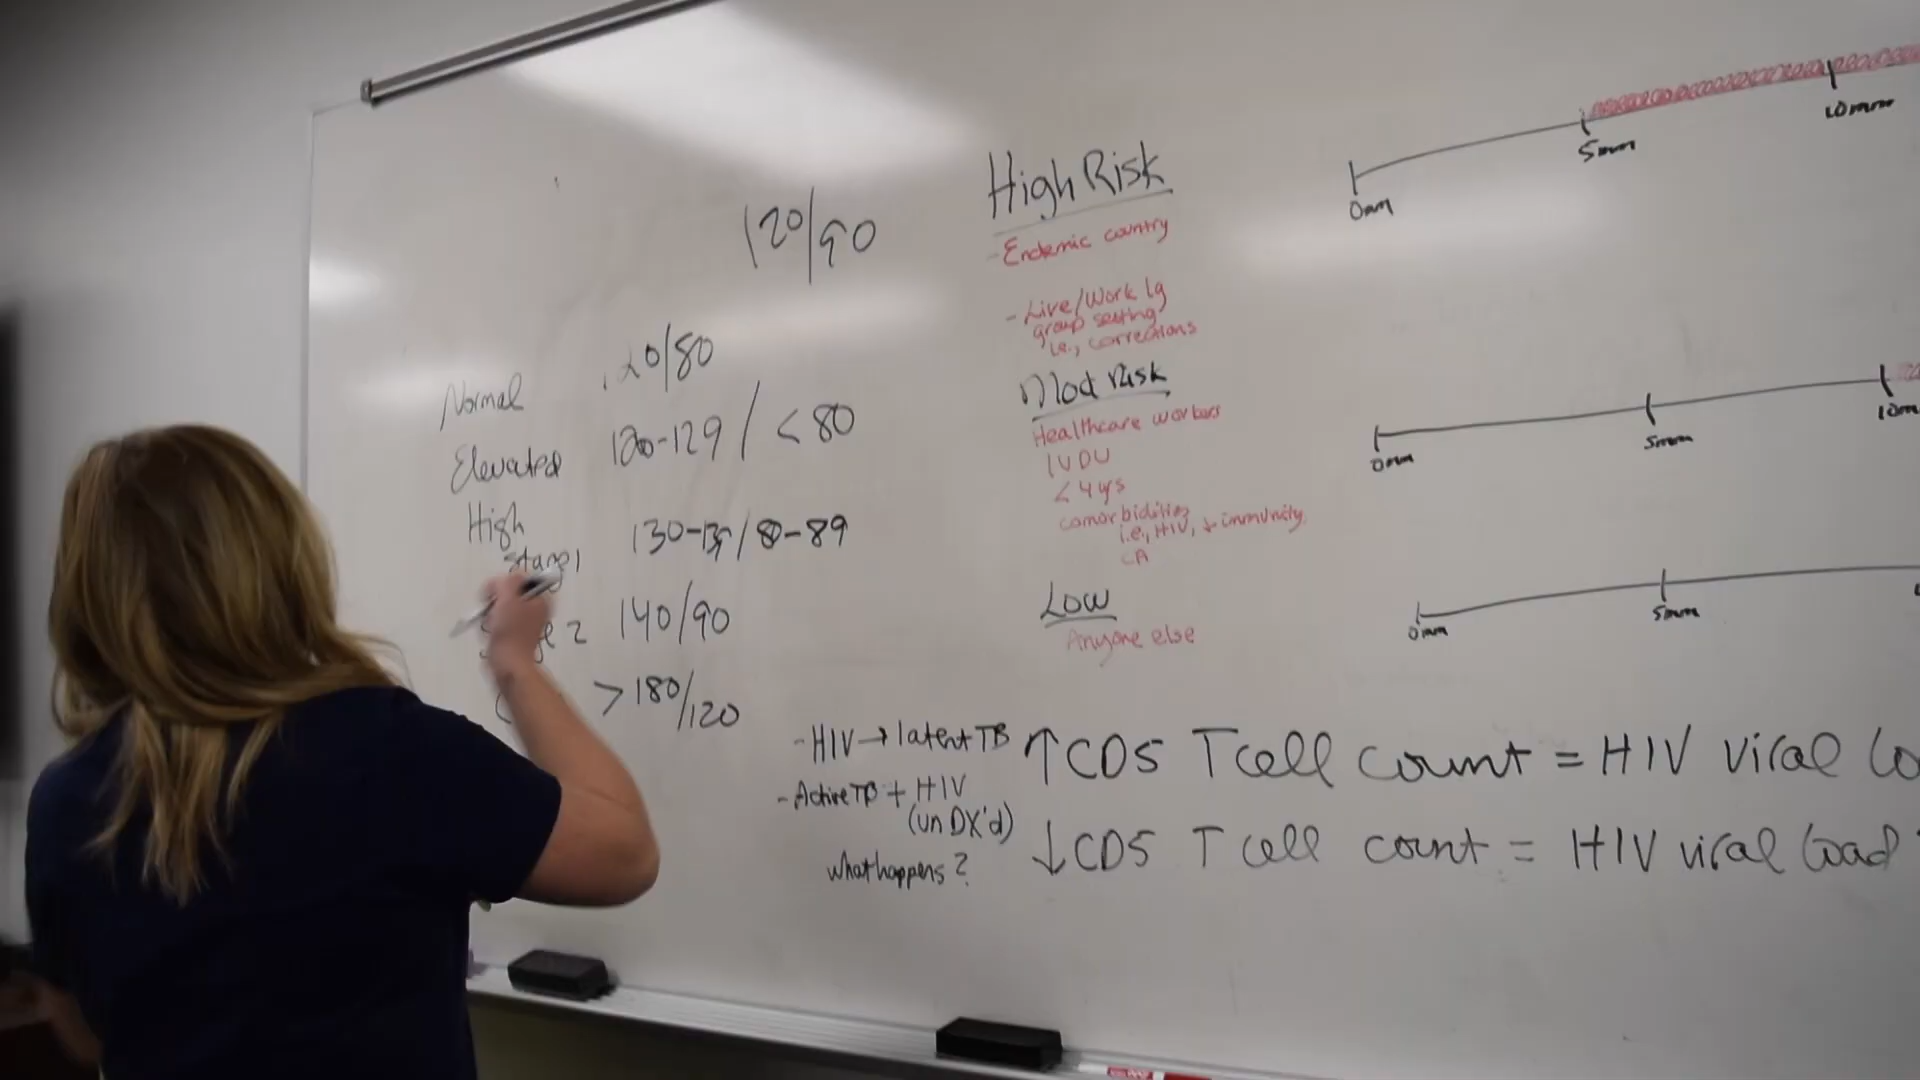 120/90
Normal 120/80
Elevated 120-129 / <80
High
Stage 1 130-139/80-89
2 140/90
>180/120
High Risk
- Endemic country
- Live/Work lg
group setting
i.e., corrections
Mod Risk
Healthcare workers
IVDU
< 4 yrs
comorbidities
i.e., HIV, ↓ immunity
CA
Low
Anyone else
0mm 5mm 10mm
0mm 5mm 10m
0mm 5mm
- HIV → latent TB
- Active TB + HIV
(un DX'd)
what happens?
↑ CD5 T cell count = HIV viral lo
↓ CD5 T cell count = HIV viral load